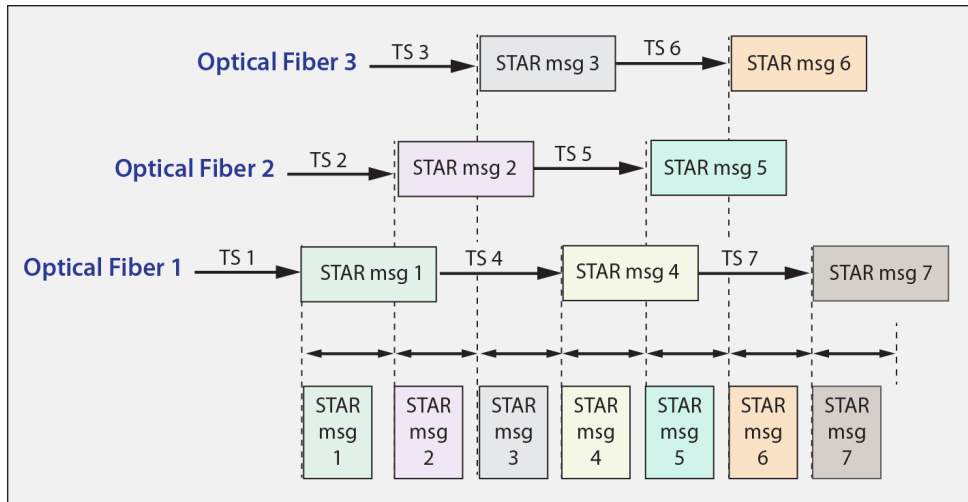 Optical Fiber 3
TS 3
STAR msg 3
TS 6
STAR msg 6
Optical Fiber 2
TS 2
STAR msg 2
TS 5
STAR msg 5
Optical Fiber 1
TS 1
STAR msg 1
TS 4
STAR msg 4
TS 7
STAR msg 7
STAR
msg
1
STAR
msg
2
STAR
msg
3
STAR
msg
4
STAR
msg
5
STAR
msg
6
STAR
msg
7